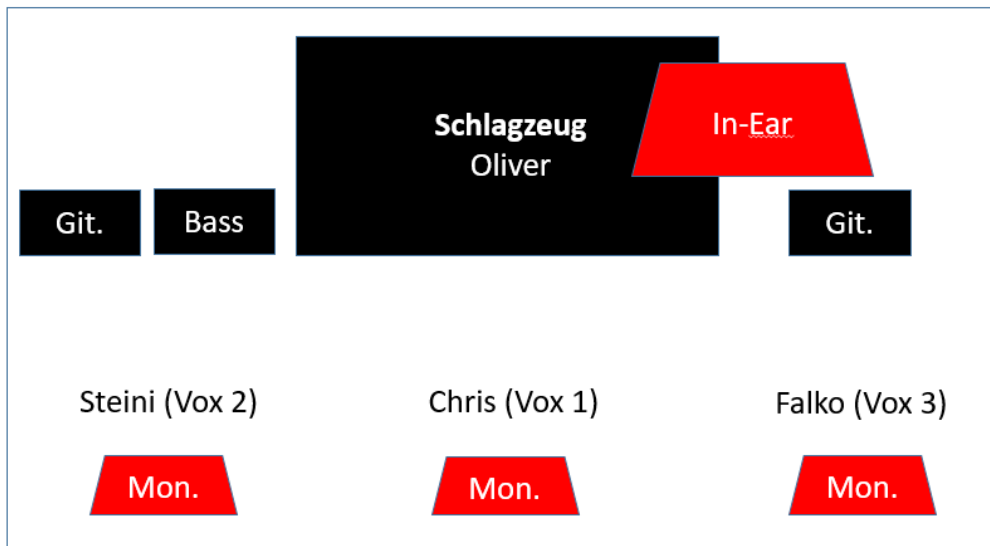 Schlagzeug
Oliver
In-Ear
Git.
Bass
Git.
Steini (Vox 2)
Chris (Vox 1)
Falko (Vox 3)
Mon.
Mon.
Mon.